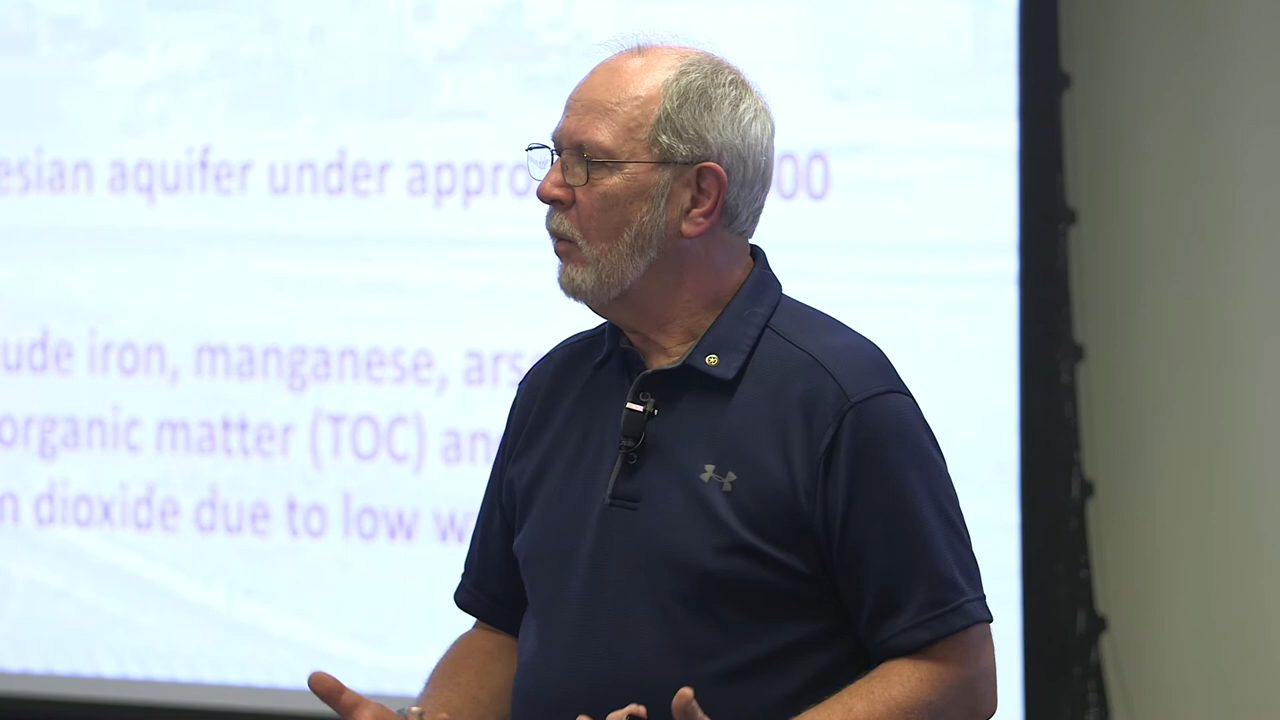 esian aquifer under appro 00
ude iron, manganese, ars
organic matter (TOC) an
n dioxide due to low w